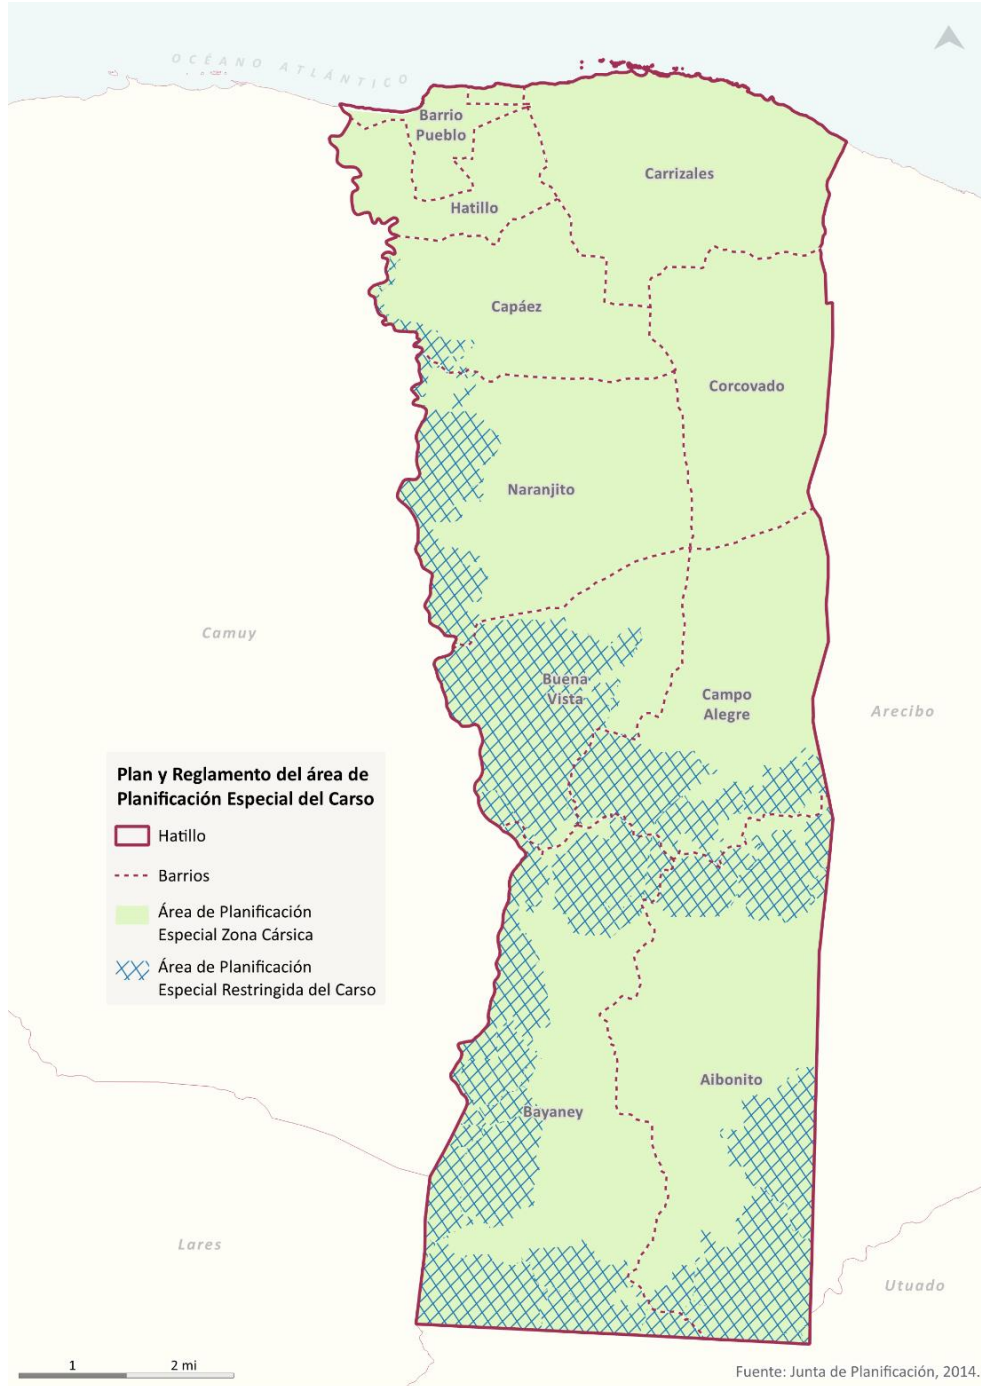 OCÉANO ATLÁNTICO
Barrio
Pueblo
Carrizales
Hatillo
Capáez
Corcovado
Naranjito
Camuy
Buena
Vista
Campo
Alegre
Arecibo
Plan y Reglamento del área de
Planificación Especial del Carso
Hatillo
Barrios
Área de Planificación
Especial Zona Cársica
Área de Planificación
Especial Restringida del Carso
Aibonito
Bayaney
Lares
Utuado
1 2 mi
Fuente: Junta de Planificación, 2014.